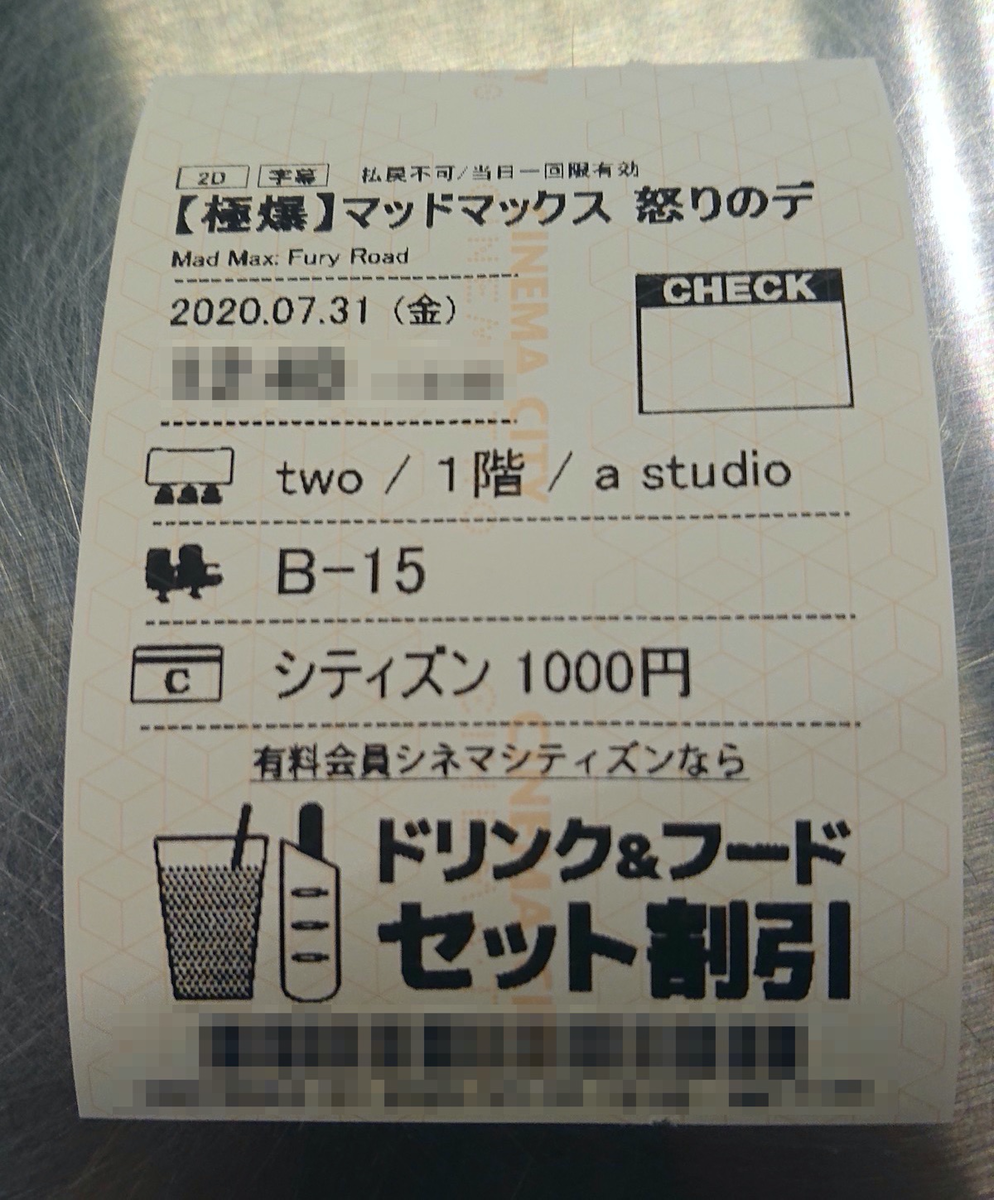 2D 字幕 払戻不可/当日一回限有効
【極爆】マッドマックス 怒りのデ
Mad Max: Fury Road
2020.07.31 (金)
CHECK
two / 1階 / a studio
B-15
C シティズン 1000円
有料会員シネマシティズンなら
ドリンク&フード
セット割引
CINEMA CITY